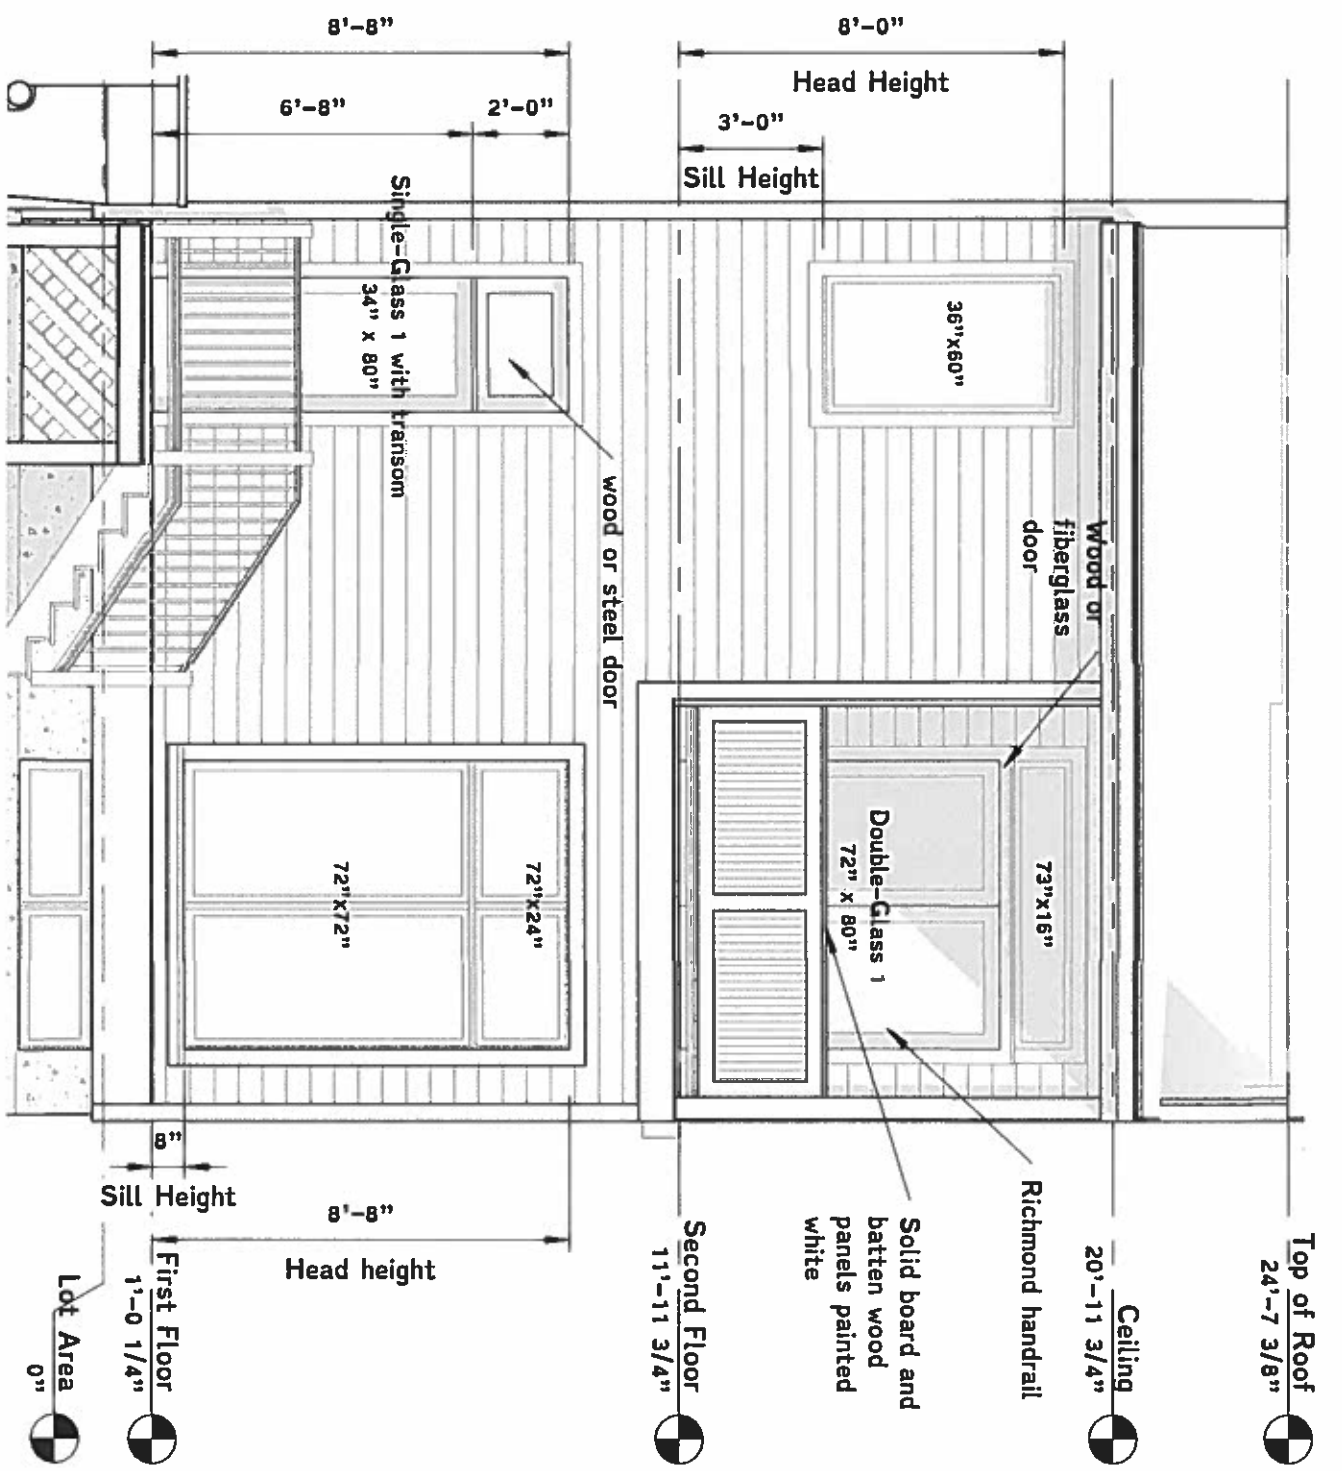 8'-8"
8'-0"
Head Height
6'-8"
2'-0"
3'-0"
Sill Height
Single-Glass 1 with transom
34" x 80"
36"x60"
wood or steel door
Wood or
fiberglass
door
72"x72"
72"x24"
Double-Glass 1
72" x 80"
73"x16"
8"
Sill Height
8'-8"
Head height
Richmond handrail
Solid board and
batten wood
panels painted
white
Top of Roof
24'-7 3/8"
Ceiling
20'-11 3/4"
Second Floor
11'-11 3/4"
First Floor
1'-0 1/4"
Lot Area
0"